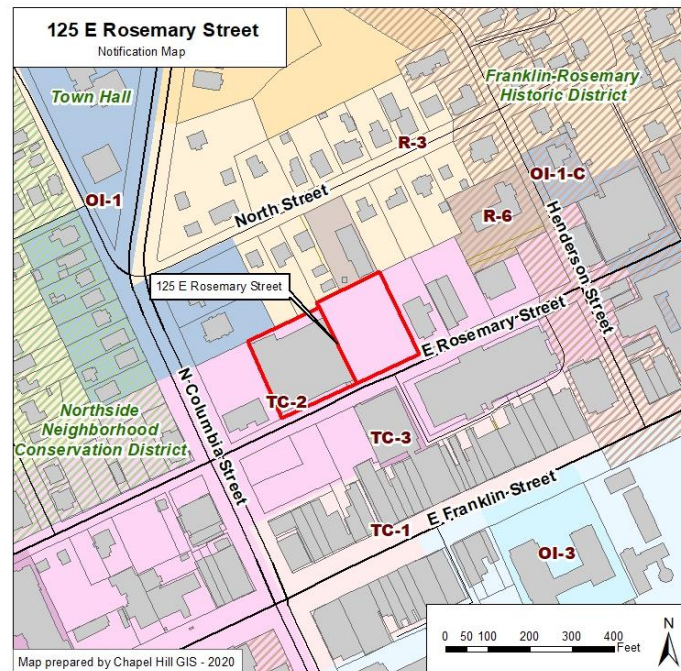 125 E Rosemary Street
Notification Map
Town Hall
Franklin-Rosemary
Historic District
R-3
OI-1-C
OI-1
North Street
R-6
Henderson Street
125 E Rosemary Street
E Rosemary Street
N Columbia Street
TC-2
Northside
Neighborhood
Conservation District
TC-3
TC-1
E Franklin Street
OI-3
N
0 50 100 200 300 400
Feet
Map prepared by Chapel Hill GIS - 2020